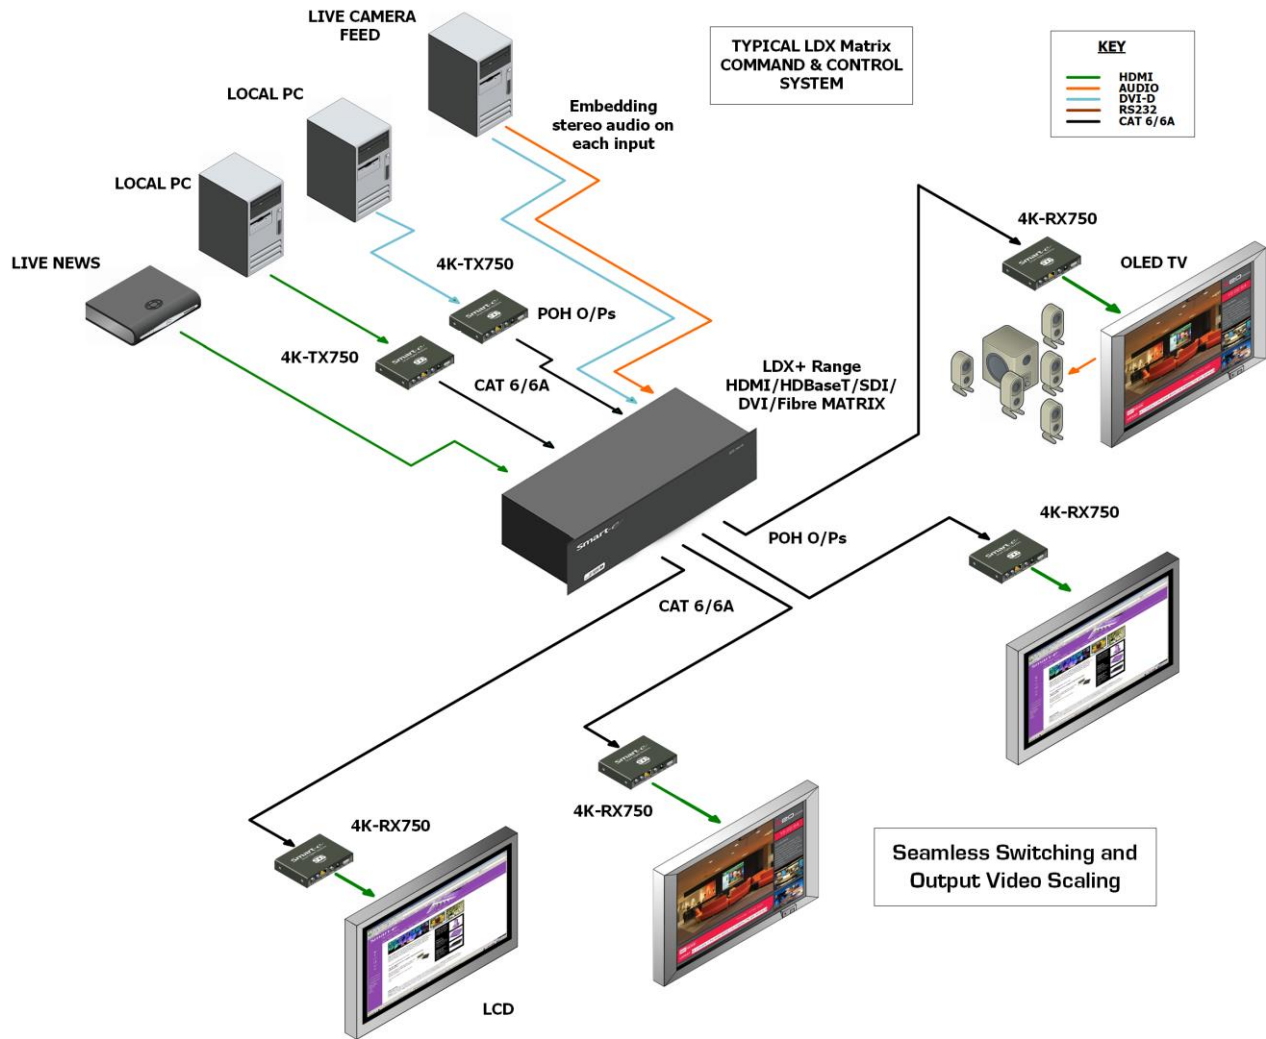 LIVE CAMERA
FEED
TYPICAL LDX Matrix
COMMAND & CONTROL
SYSTEM
KEY
HDMI
AUDIO
DVI-D
RS232
CAT 6/6A
LOCAL PC
Embedding
stereo audio on
each input
LOCAL PC
4K-RX750
LIVE NEWS
4K-TX750
OLED TV
POH O/Ps
4K-TX750
CAT 6/6A
LDX+ Range
HDMI/HDBaseT/SDI/
DVI/Fibre MATRIX
smart-e
4K-RX750
POH O/Ps
CAT 6/6A
4K-RX750
4K-RX750
Seamless Switching and
Output Video Scaling
LCD